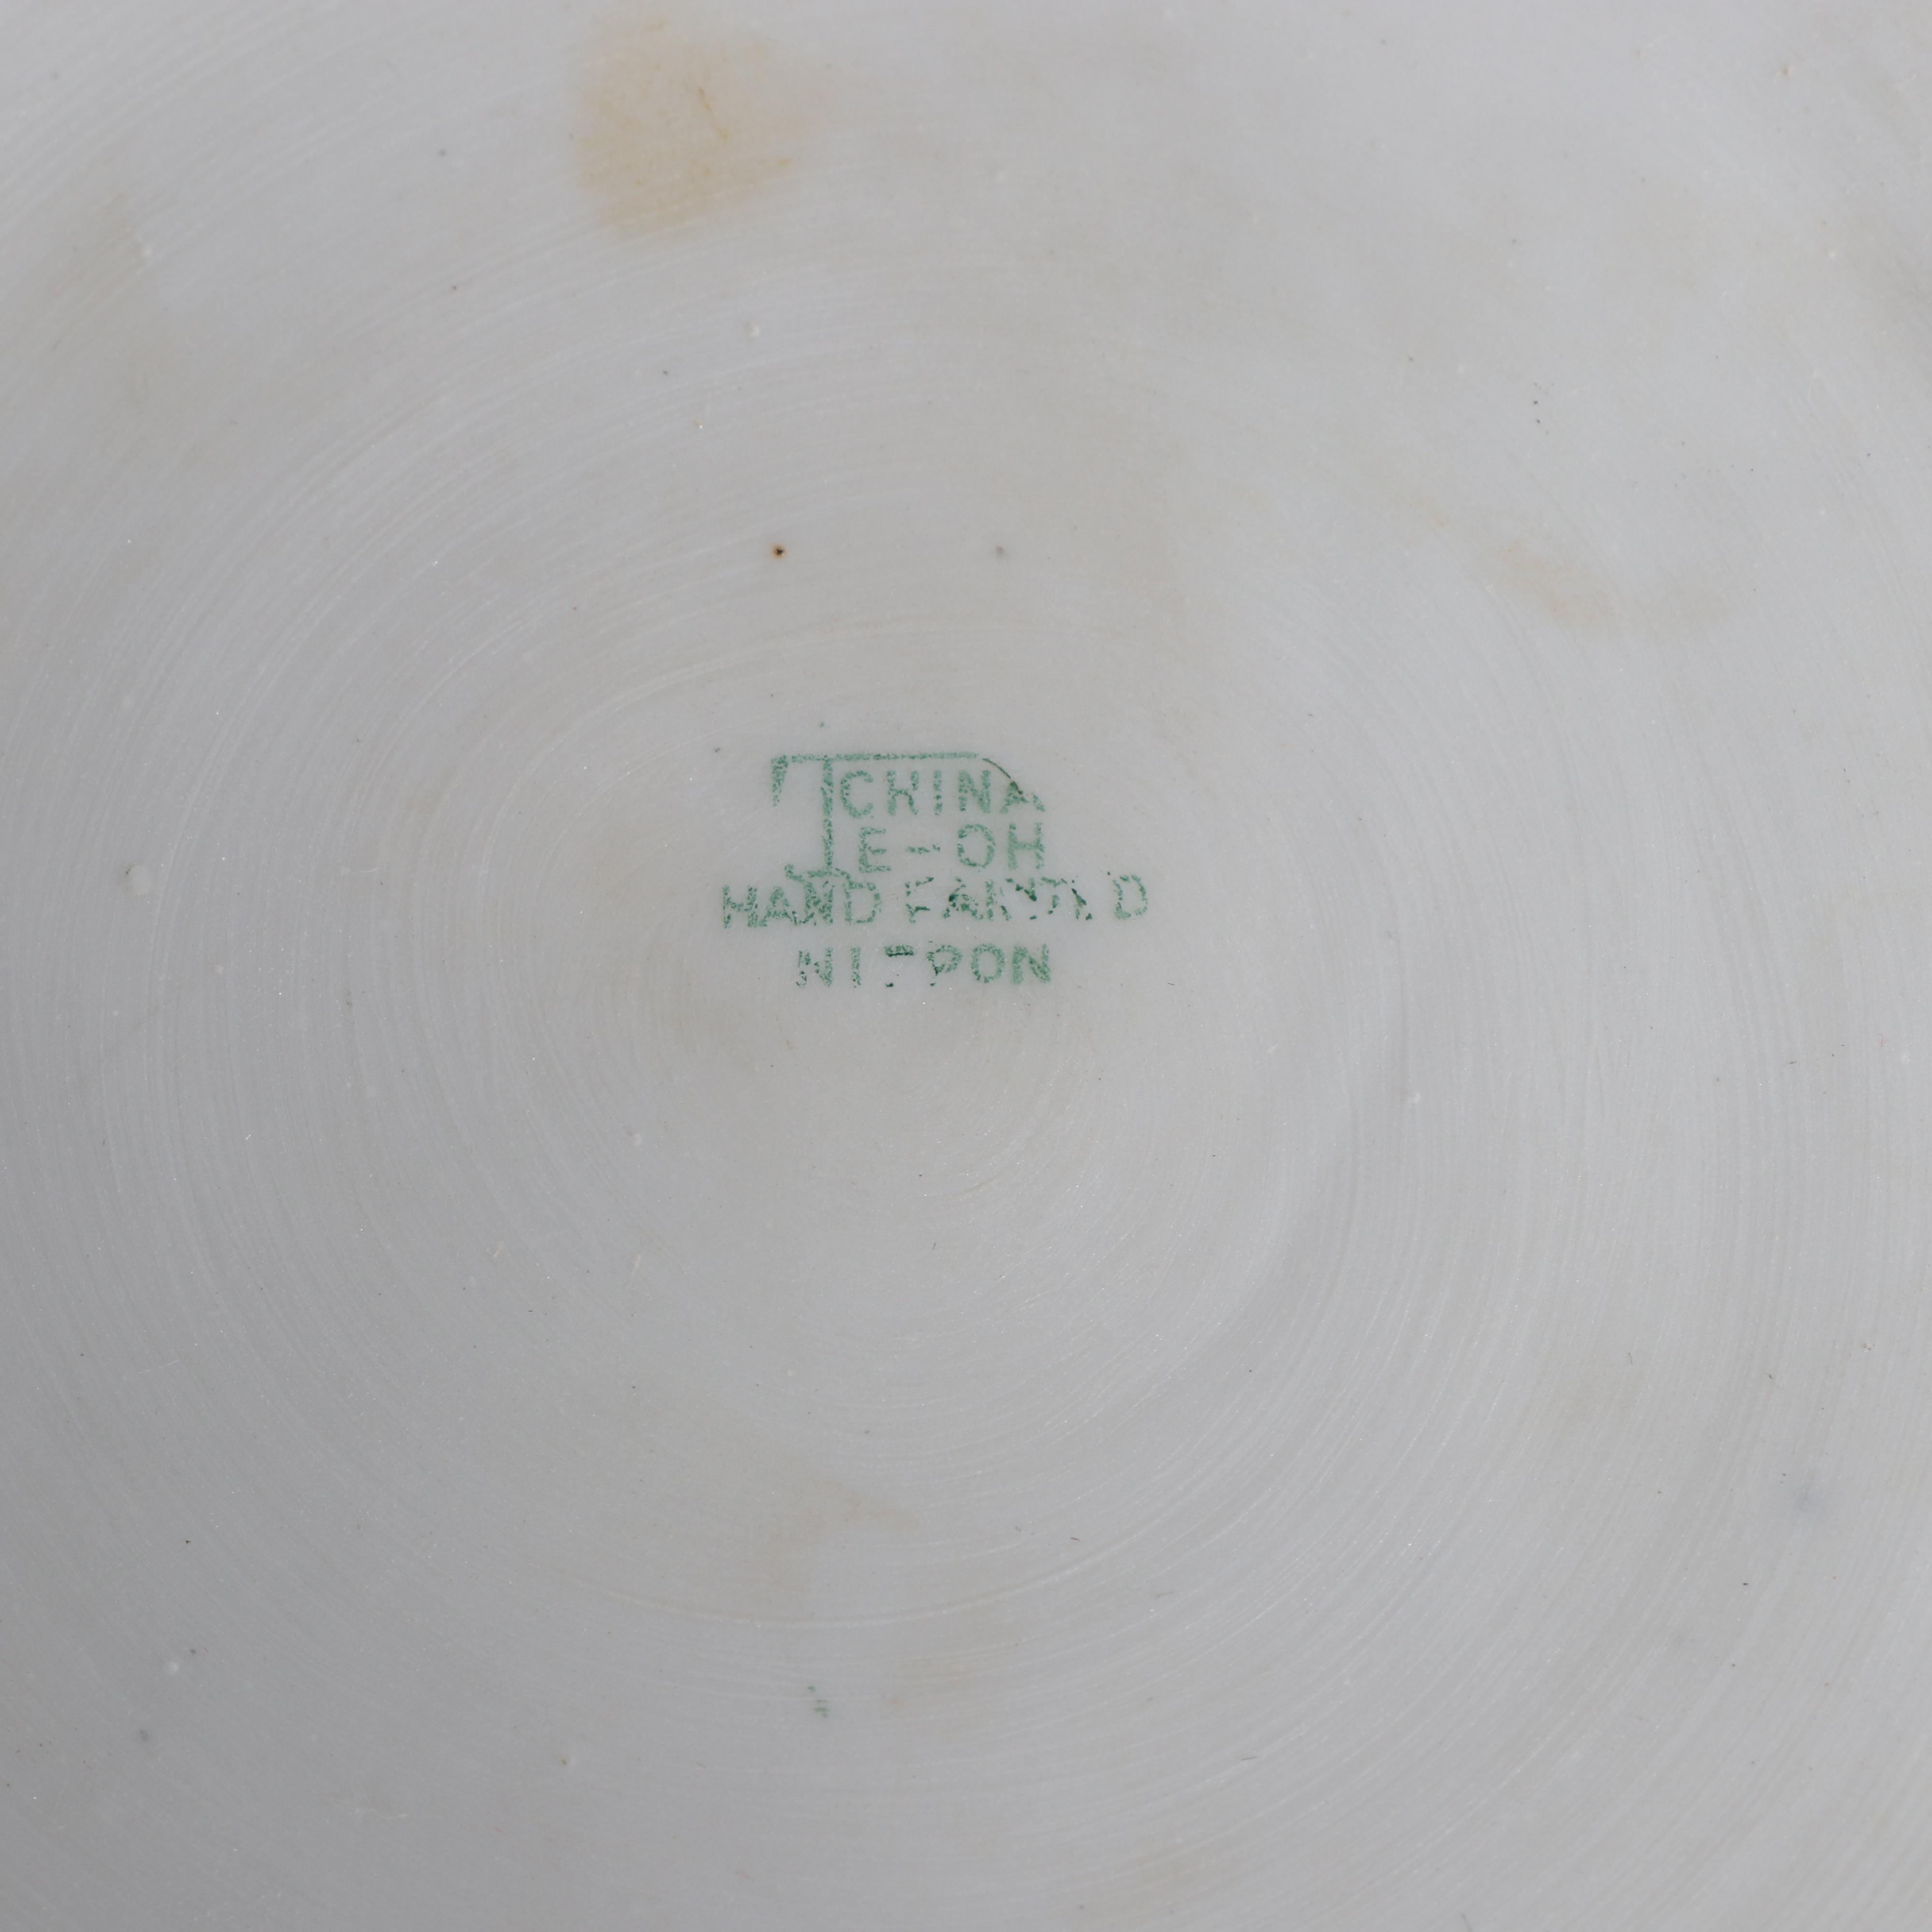 T CHINA
E-OH
HAND PAINTED
NIPPON